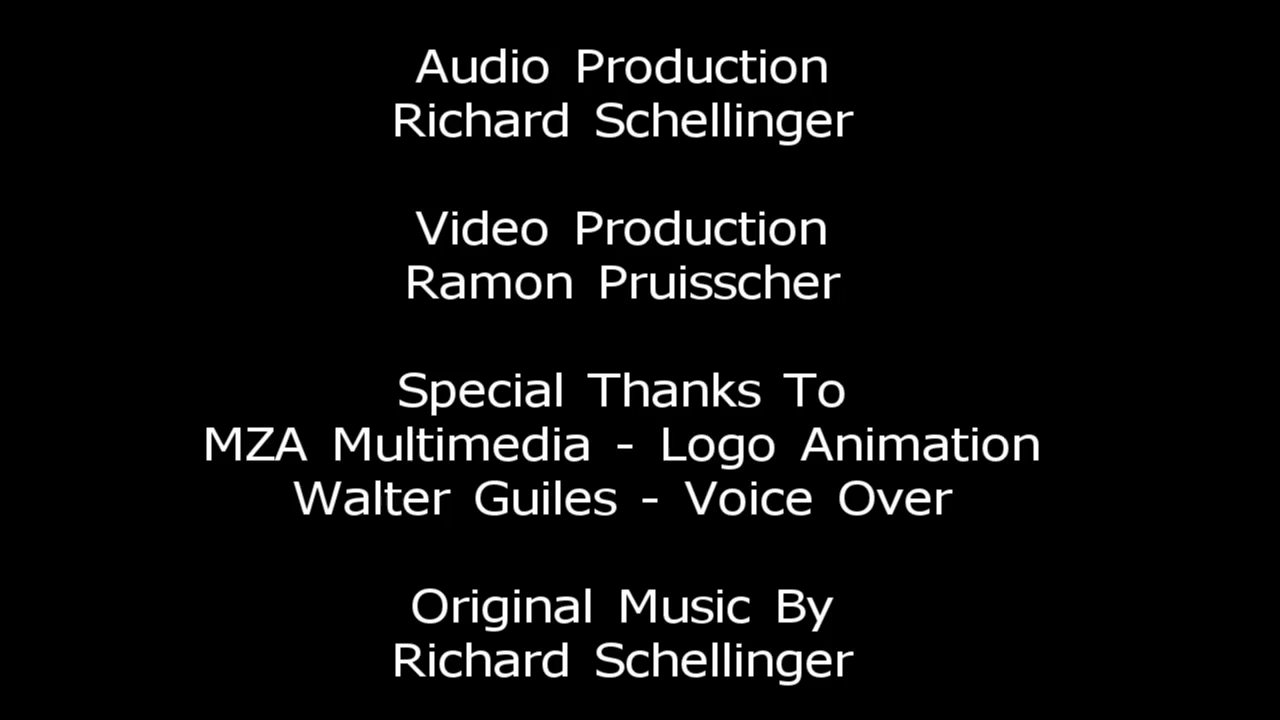 Audio Production
Richard Schellinger
Video Production
Ramon Pruisscher
Special Thanks To
MZA Multimedia - Logo Animation
Walter Guiles - Voice Over
Original Music By
Richard Schellinger